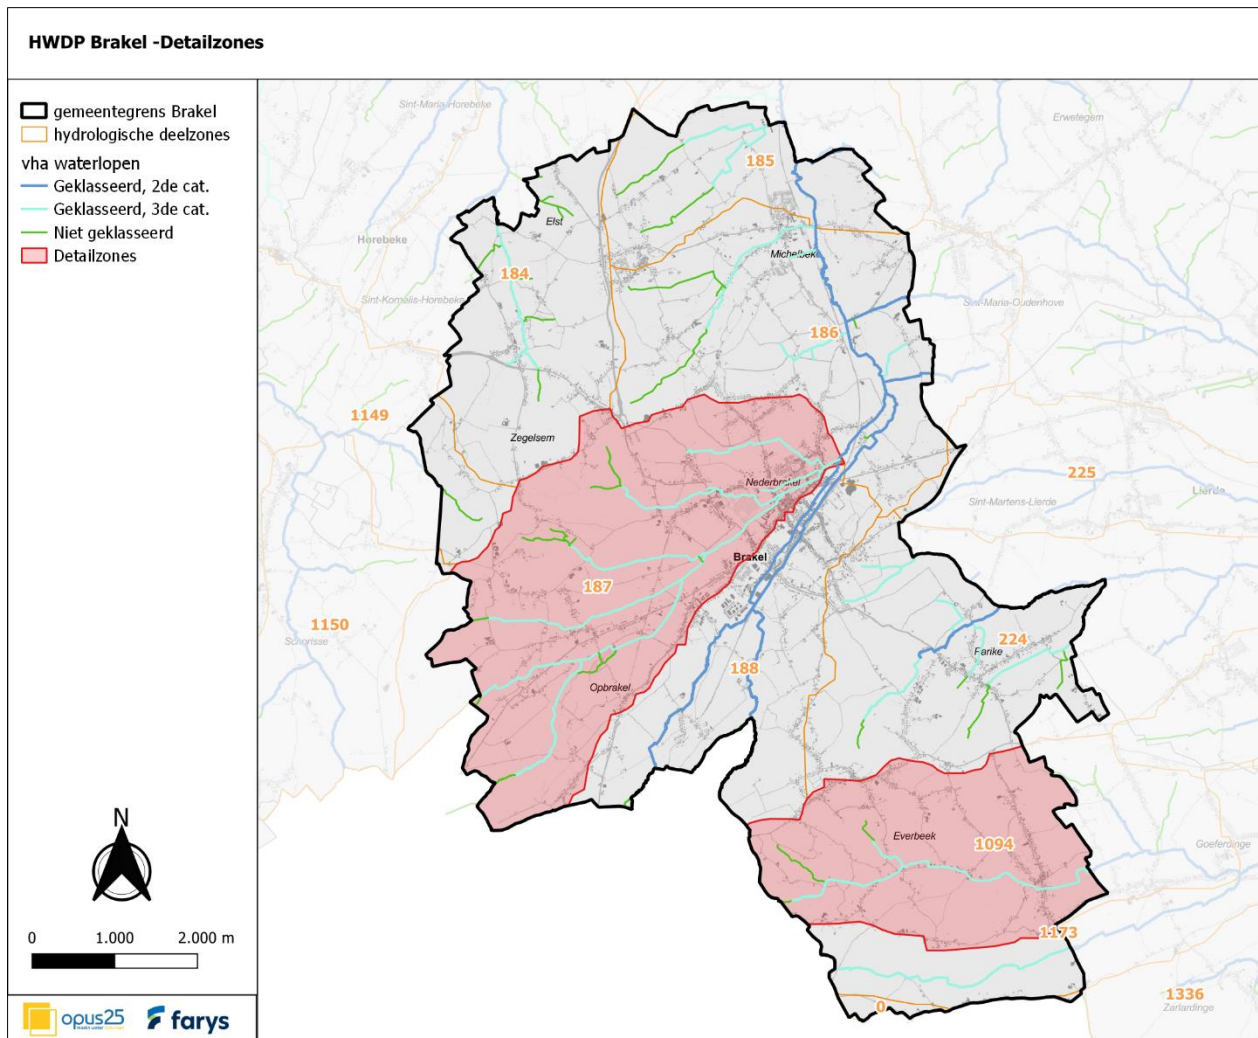 HWDP Brakel -Detailzones
gemeentegrens Brakel
hydrologische deelzones
vha waterlopen
Geklasseerd, 2de cat.
Geklasseerd, 3de cat.
Niet geklasseerd
Detailzones
N
0 1.000 2.000 m
opus25
farys
Sint-Maria-Horebeke
Erwetegem
185
Elst
Horebeke
Michelbeke
184
Sint-Kornelis-Horebeke
Sint-Maria-Oudenhove
186
1149
Zegelsem
225
Nederbrakel
Lierde
Sint-Martens-Lierde
Brakel
187
1150
Schorisse
224
Parike
188
Opbrakel
Everbeek
1094
Goeferdinge
1173
1336
0
Zarlardinge